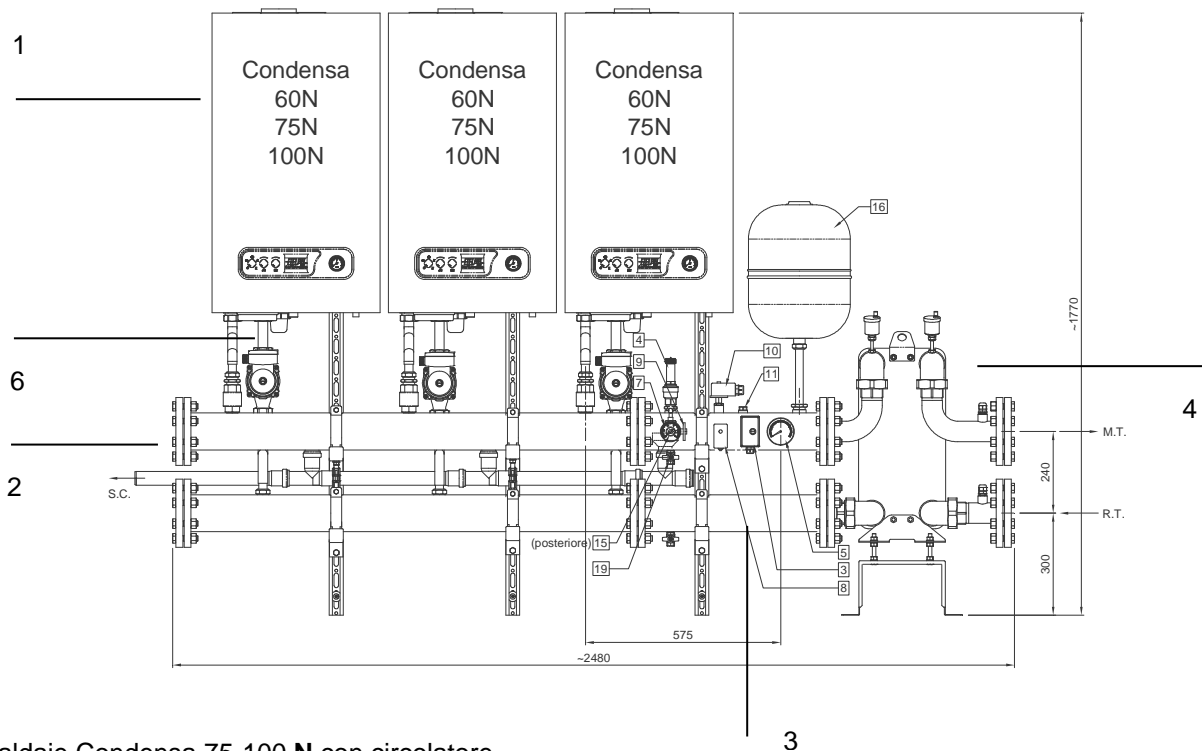 1
Condensa
60N
75N
100N
Condensa
60N
75N
100N
Condensa
60N
75N
100N
16
~1770
4
9
7
10
11
6
4
M.T.
240
2
S.C.
R.T.
(posteriore)
15
19
5
3
8
300
575
~2480
3
aldaie Condensa 75-100 N con circolatore